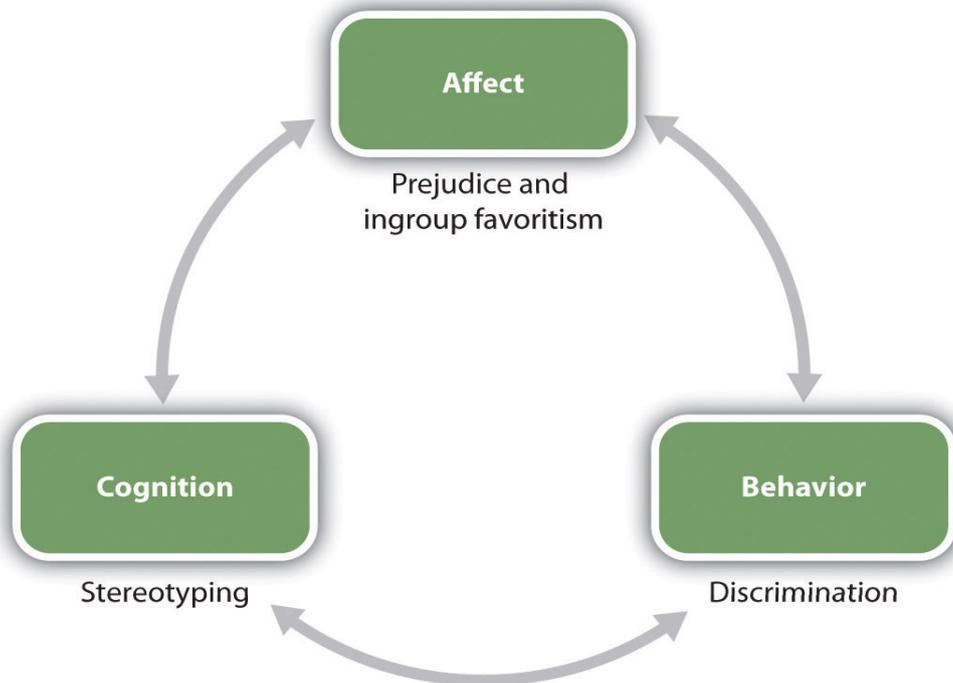 Affect
Prejudice and
ingroup favoritism
Cognition
Stereotyping
Behavior
Discrimination